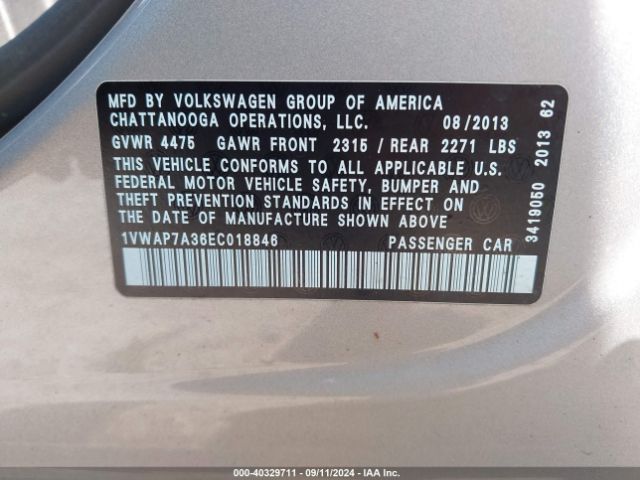 MFD BY VOLKSWAGEN GROUP OF AMERICA
CHATTANOOGA OPERATIONS, LLC. 08/2013
GVWR 4475 GAWR FRONT 2315 / REAR 2271 LBS
THIS VEHICLE CONFORMS TO ALL APPLICABLE U.S.
FEDERAL MOTOR VEHICLE SAFETY, BUMPER AND
THEFT PREVENTION STANDARDS IN EFFECT ON
THE DATE OF MANUFACTURE SHOWN ABOVE
1VWAP7A36EC018846 PASSENGER CAR
3419050 2013 62
000-40329711 - 09/11/2024 - IAA Inc.